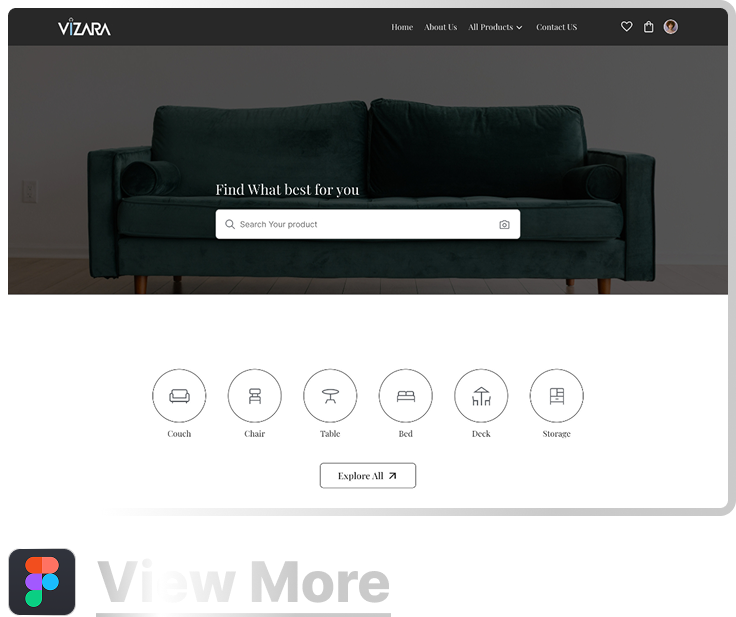 VIZARA
Home About Us All Products Contact US
Find What best for you
Search Your product
Couch Chair Table Bed Deck Storage
Explore All
View More